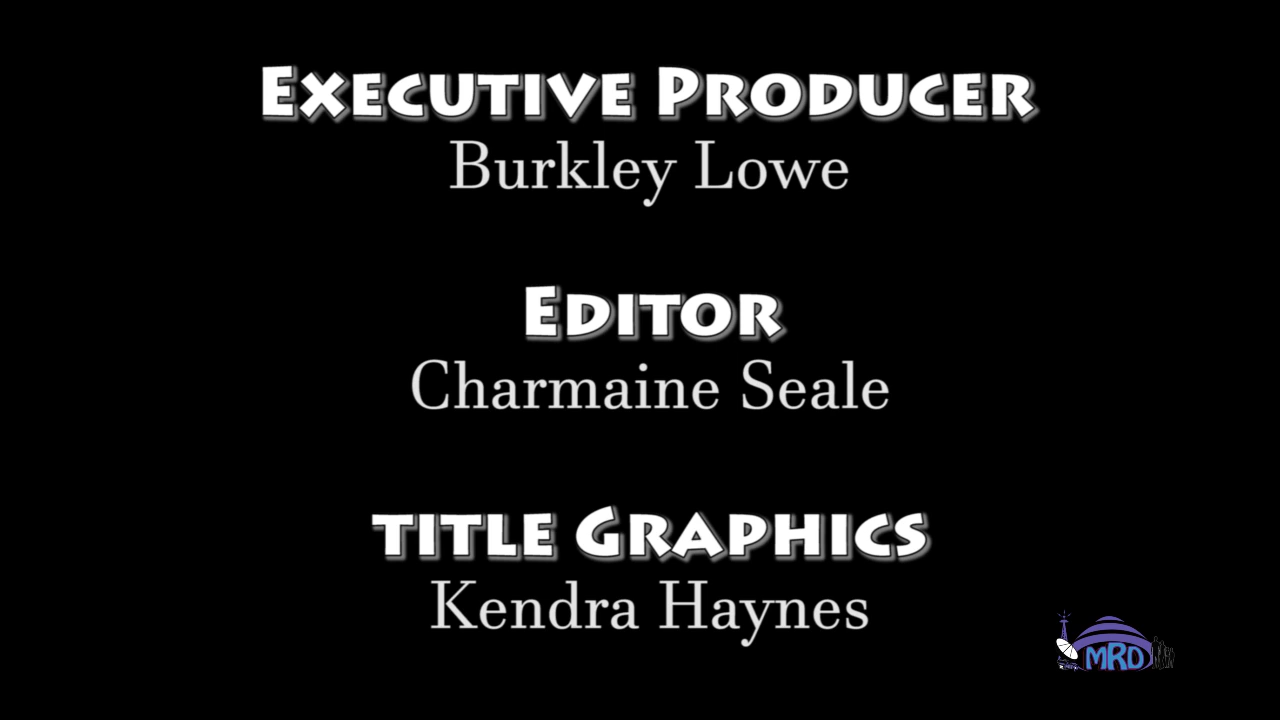 Executive Producer
Burkley Lowe
Editor
Charmaine Seale
title Graphics
Kendra Haynes
MRD